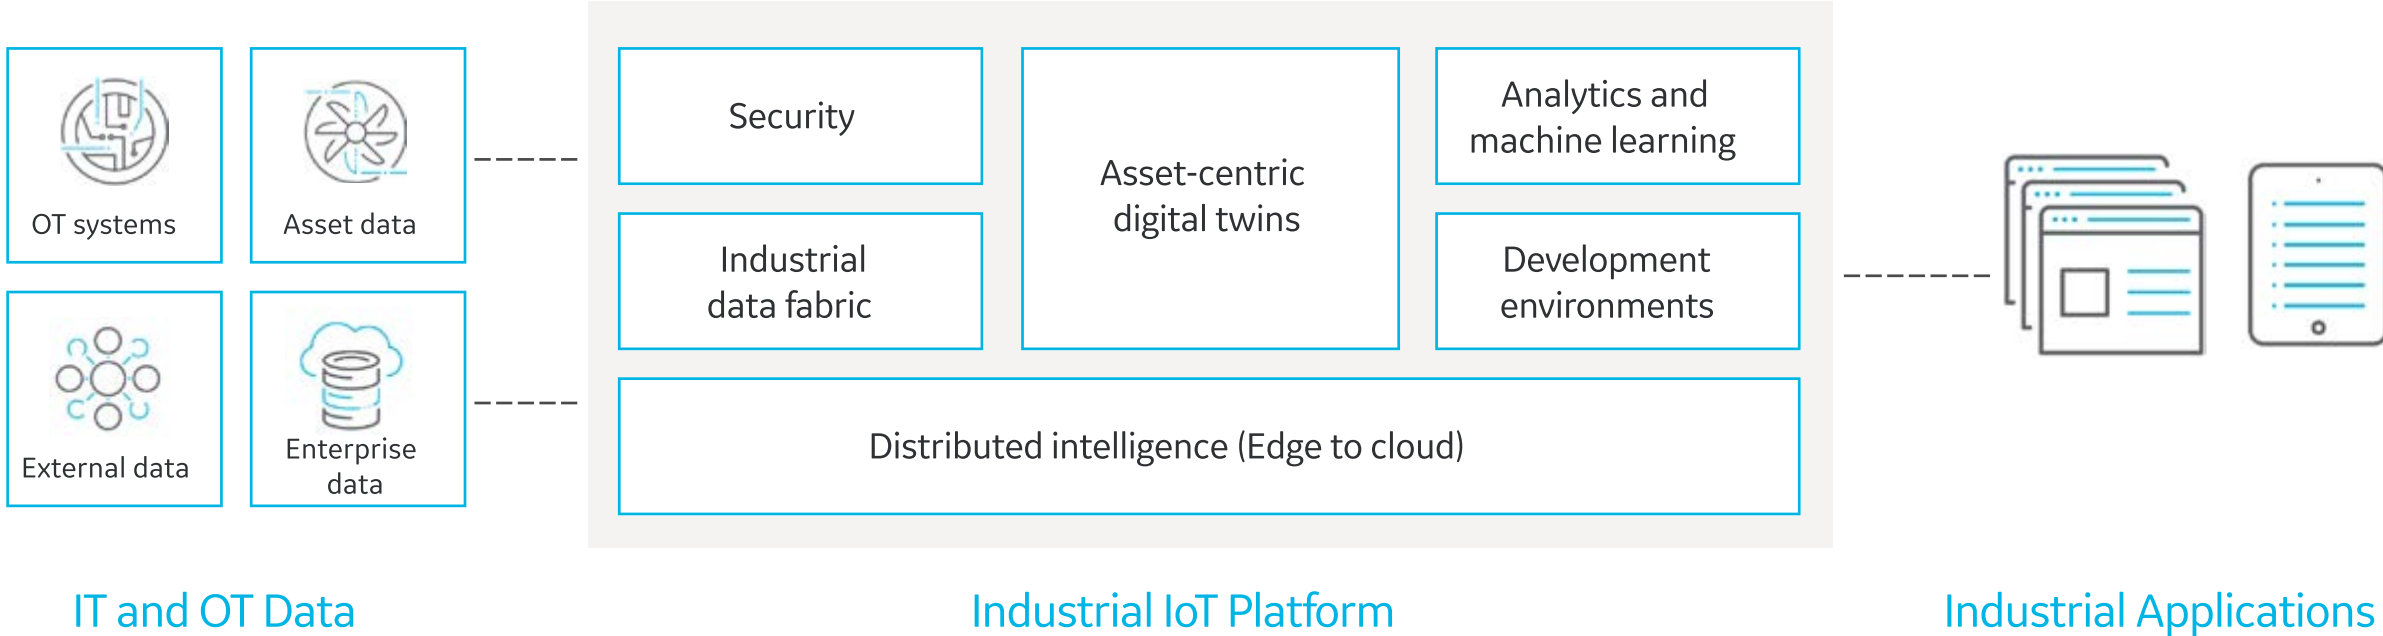 OT systems
Asset data
External data
Enterprise
data
IT and OT Data
Security
Industrial
data fabric
Asset-centric
digital twins
Analytics and
machine learning
Development
environments
Distributed intelligence (Edge to cloud)
Industrial IoT Platform
Industrial Applications